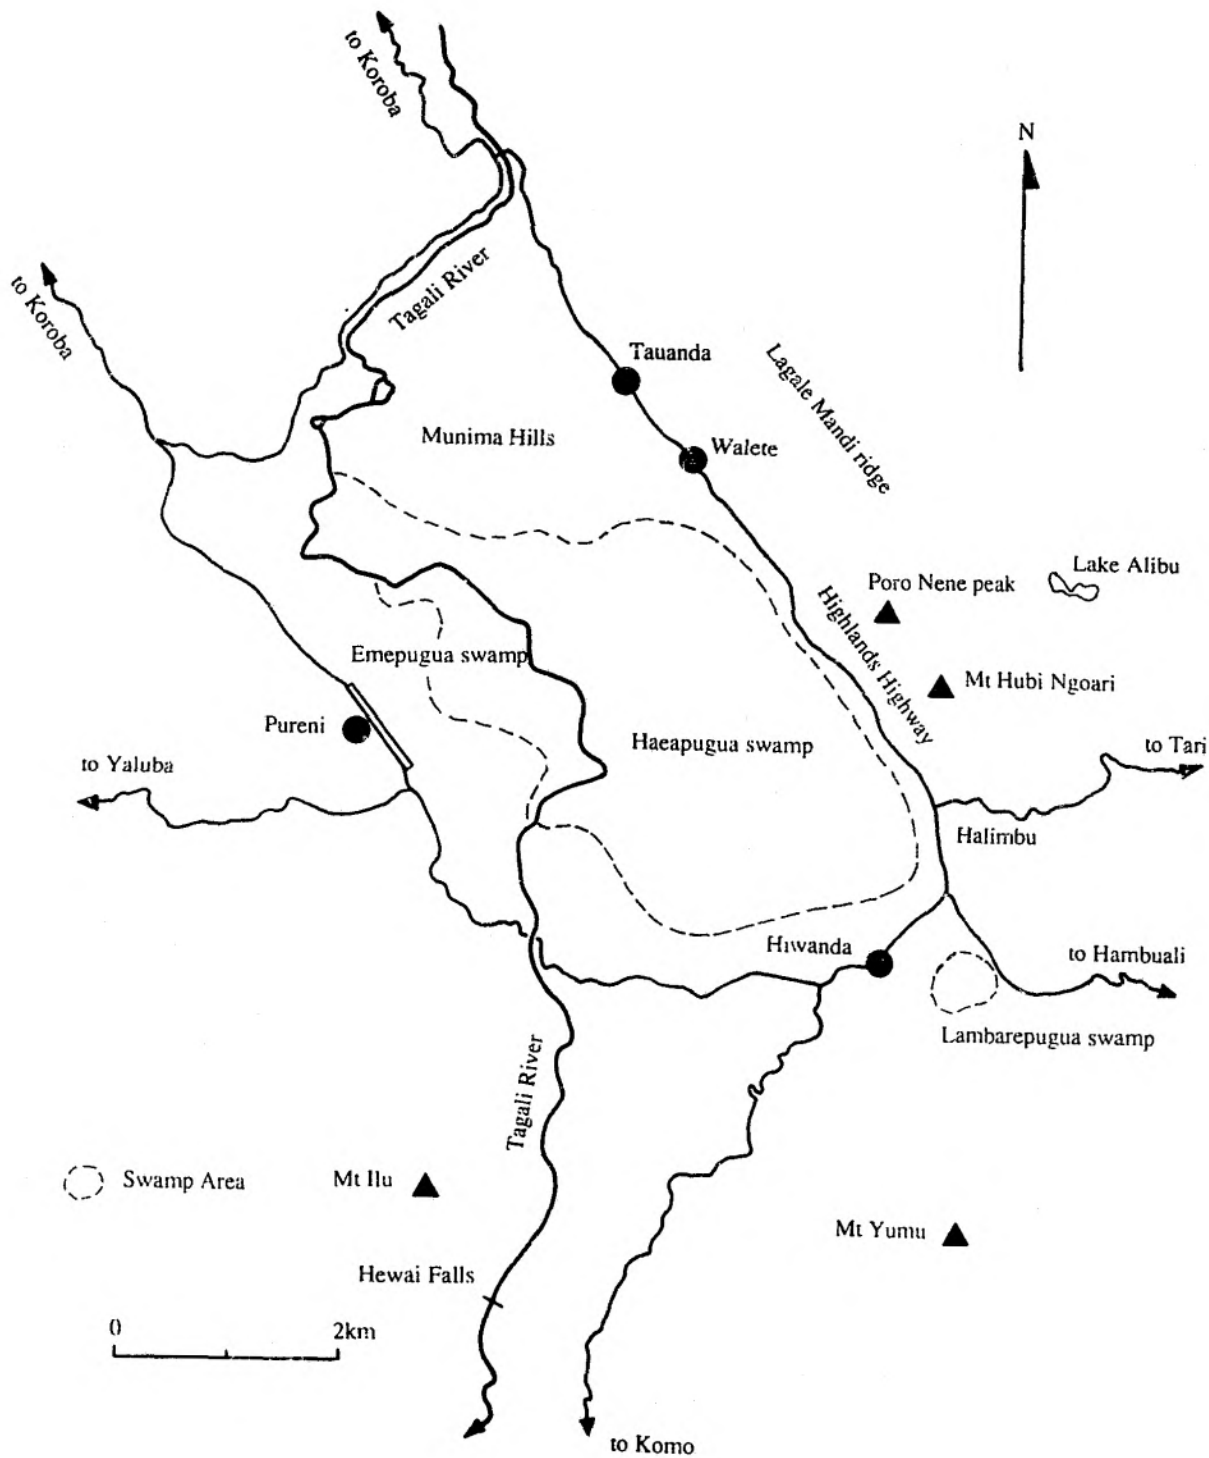 to Koroba
N
to Koroba
Tagali River
Tauanda
Lagale Mandi ridge
Munima Hills
Walete
Lake Alibu
Poro Nene peak
Highlands Highway
Emepugua swamp
Mt Hubi Ngoari
Pureni
Haeapugua swamp
to Tari
to Yaluba
Halimbu
Hiwanda
to Hambuali
Lambarepugua swamp
Tagali River
Swamp Area
Mt Ilu
Mt Yumu
Hewai Falls
0 2km
to Komo